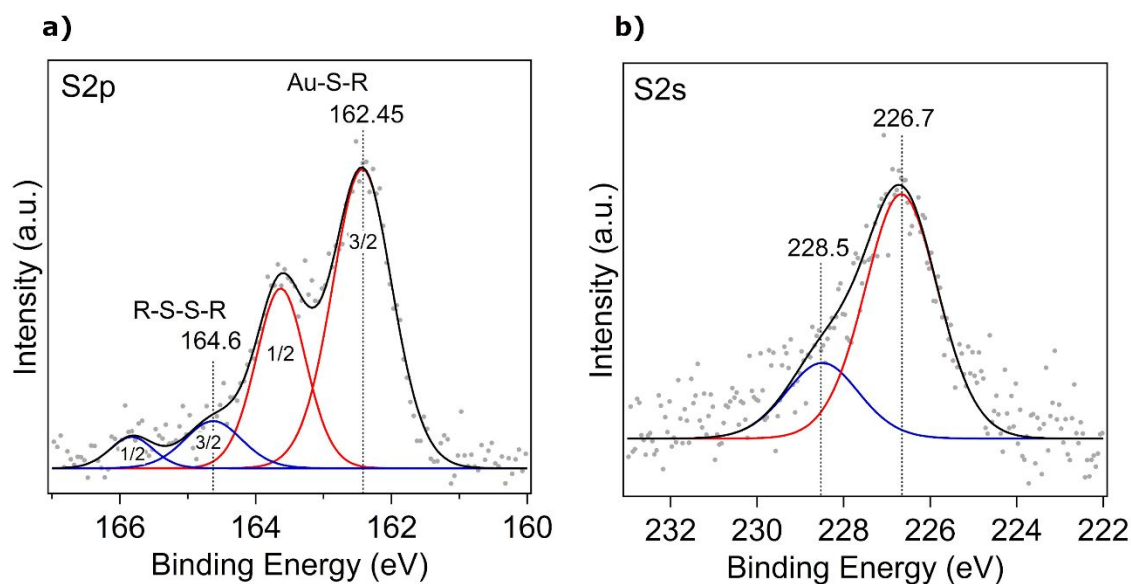 a)
S2p
Au-S-R
162.45
3/2
R-S-S-R
164.6
1/2
3/2
1/2
Intensity (a.u.)
166
164
162
160
Binding Energy (eV)
b)
S2s
226.7
228.5
Intensity (a.u.)
232
230
228
226
224
222
Binding Energy (eV)